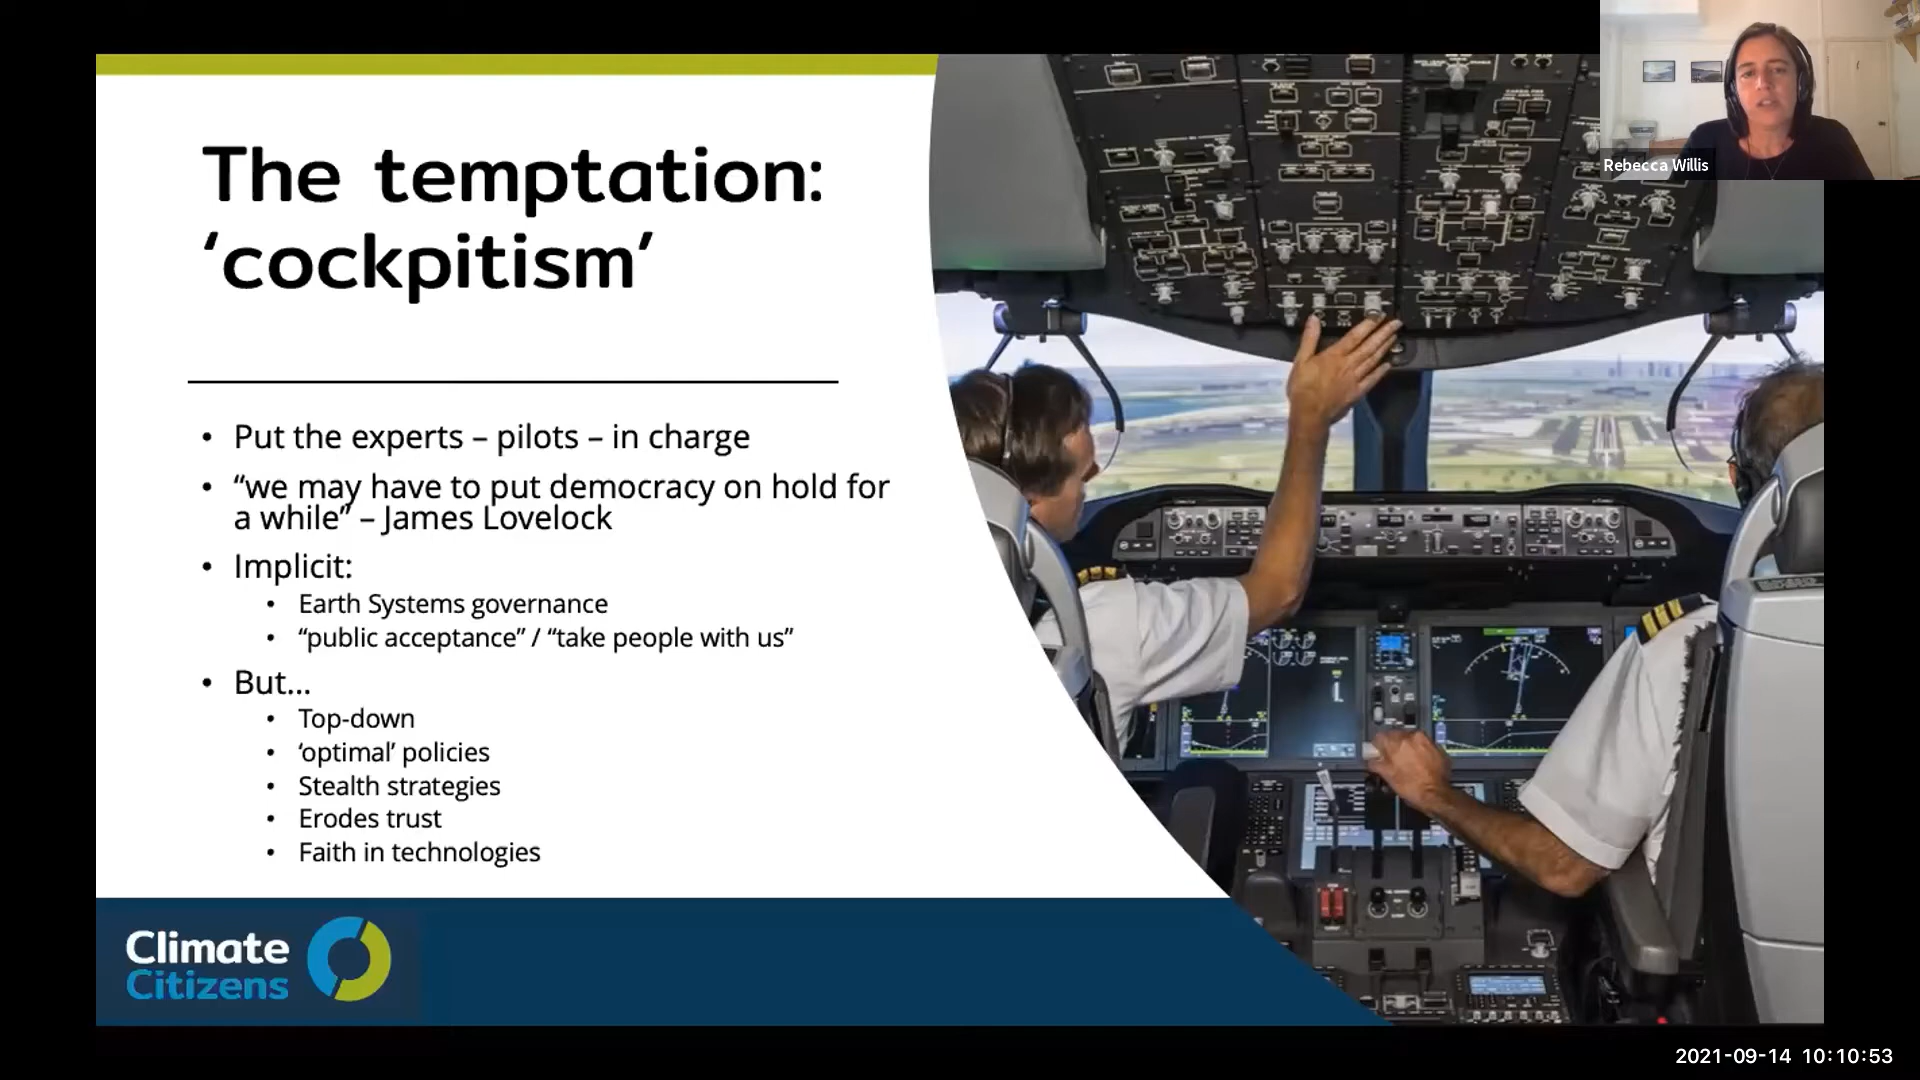 The temptation:
‘cockpitism’
• Put the experts – pilots – in charge
• “we may have to put democracy on hold for
a while” – James Lovelock
• Implicit:
• Earth Systems governance
• “public acceptance” / “take people with us”
• But...
• Top-down
• ‘optimal’ policies
• Stealth strategies
• Erodes trust
• Faith in technologies
Climate
Citizens
Rebecca Willis
2021-09-14 10:10:53